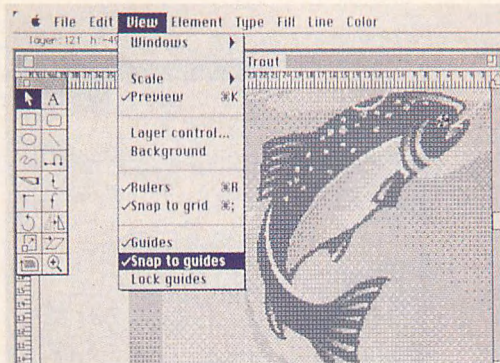 File Edit View Element Type Fill Line Color
layer:121 h:-49
Windows
Trout
Scale
✓Preview ⌘K
Layer control...
Background
✓Rulers ⌘R
✓Snap to grid ⌘;
✓Guides
✓Snap to guides
Lock guides
A